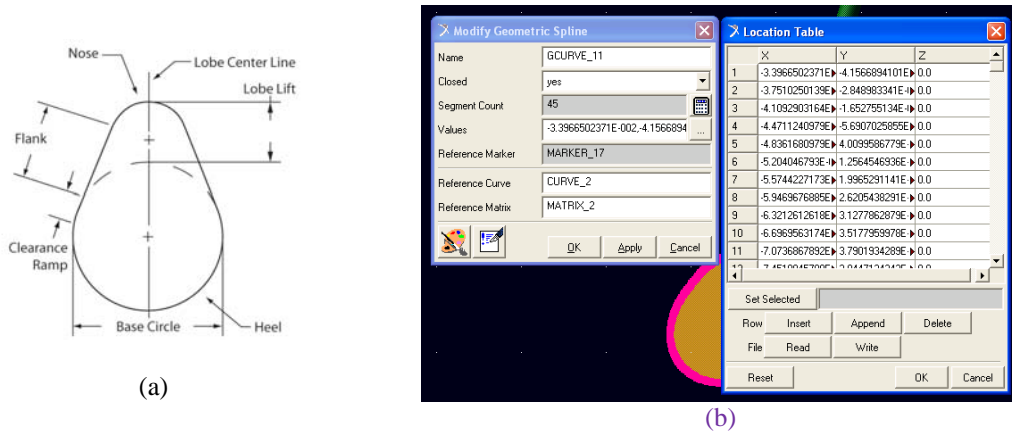 Nose
Lobe Center Line
Lobe Lift
Flank
Clearance
Ramp
Base Circle
Heel
(a)
Modify Geometric Spline
Name
GCURVE_11
Closed
yes
Segment Count
45
Values
-3.3966502371E-002,-4.1566894
...
Reference Marker
MARKER_17
Reference Curve
CURVE_2
Reference Matrix
MATRIX_2
OK Apply Cancel
Location Table
X Y Z
1 -3.3966502371E -4.1566894101E 0.0
2 -3.7510250139E -2.848983341E-0 0.0
3 -4.1092903164E -1.652755134E-0 0.0
4 -4.4711240979E -5.6907025855E 0.0
5 -4.8361680979E 4.0099586779E- 0.0
6 -5.204046793E-0 1.2564546936E- 0.0
7 -5.5744227173E 1.9965291141E- 0.0
8 -5.9469676885E 2.6205438291E- 0.0
9 -6.3212612618E 3.1277862879E- 0.0
10 -6.6969563174E 3.5177959978E- 0.0
11 -7.0736867892E 3.7901934289E- 0.0
Set Selected
Row Insert Append Delete
File Read Write
Reset OK Cancel
(b)